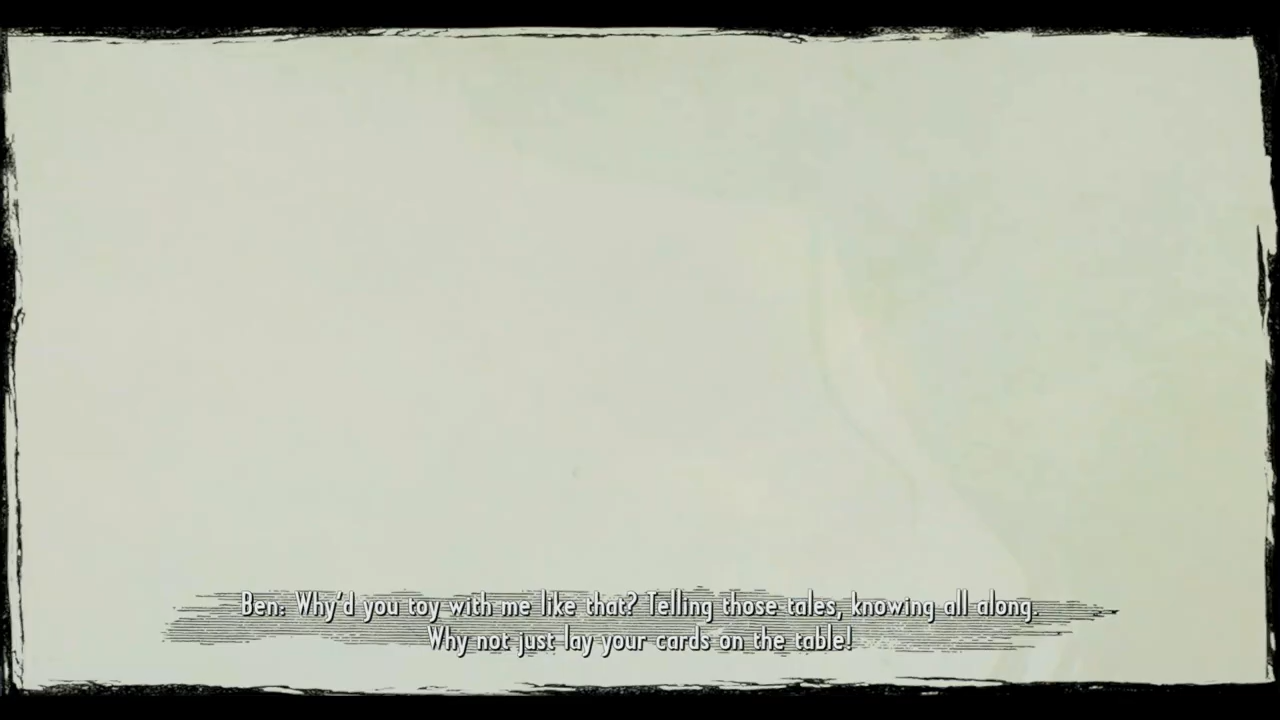 Ben: Why'd you toy with me like that? Telling those tales, knowing all along.
Why not just lay your cards on the table!